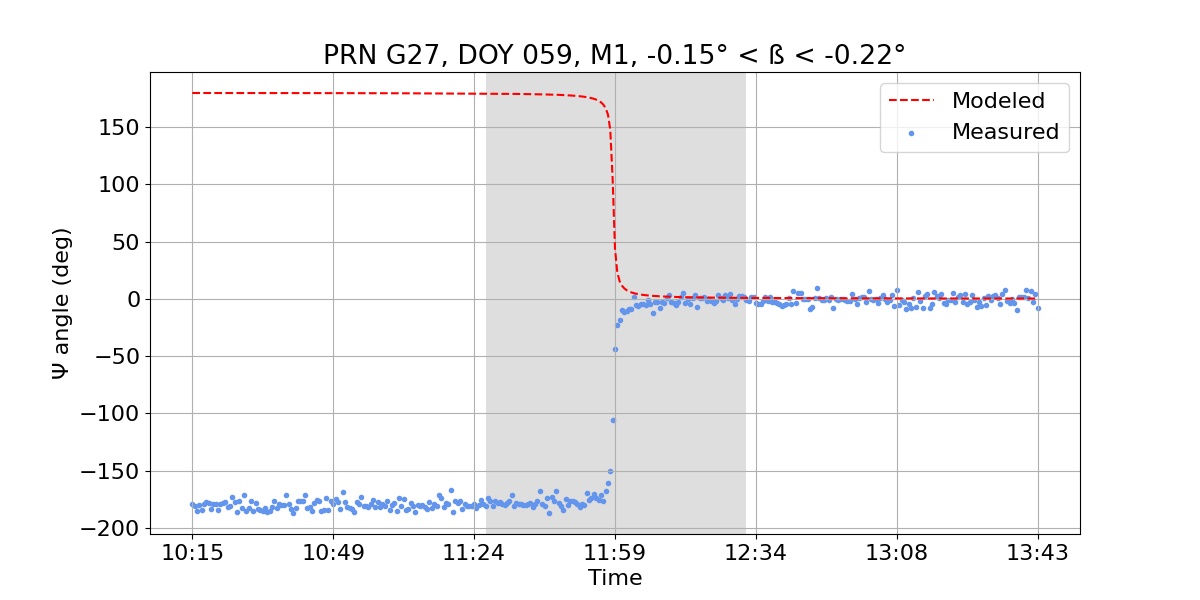 PRN G27, DOY 059, M1, -0.15° < ß < -0.22°
Modeled
Measured
Ψ angle (deg)
150
100
50
0
−50
−100
−150
−200
10:15 10:49 11:24 11:59 12:34 13:08 13:43
Time